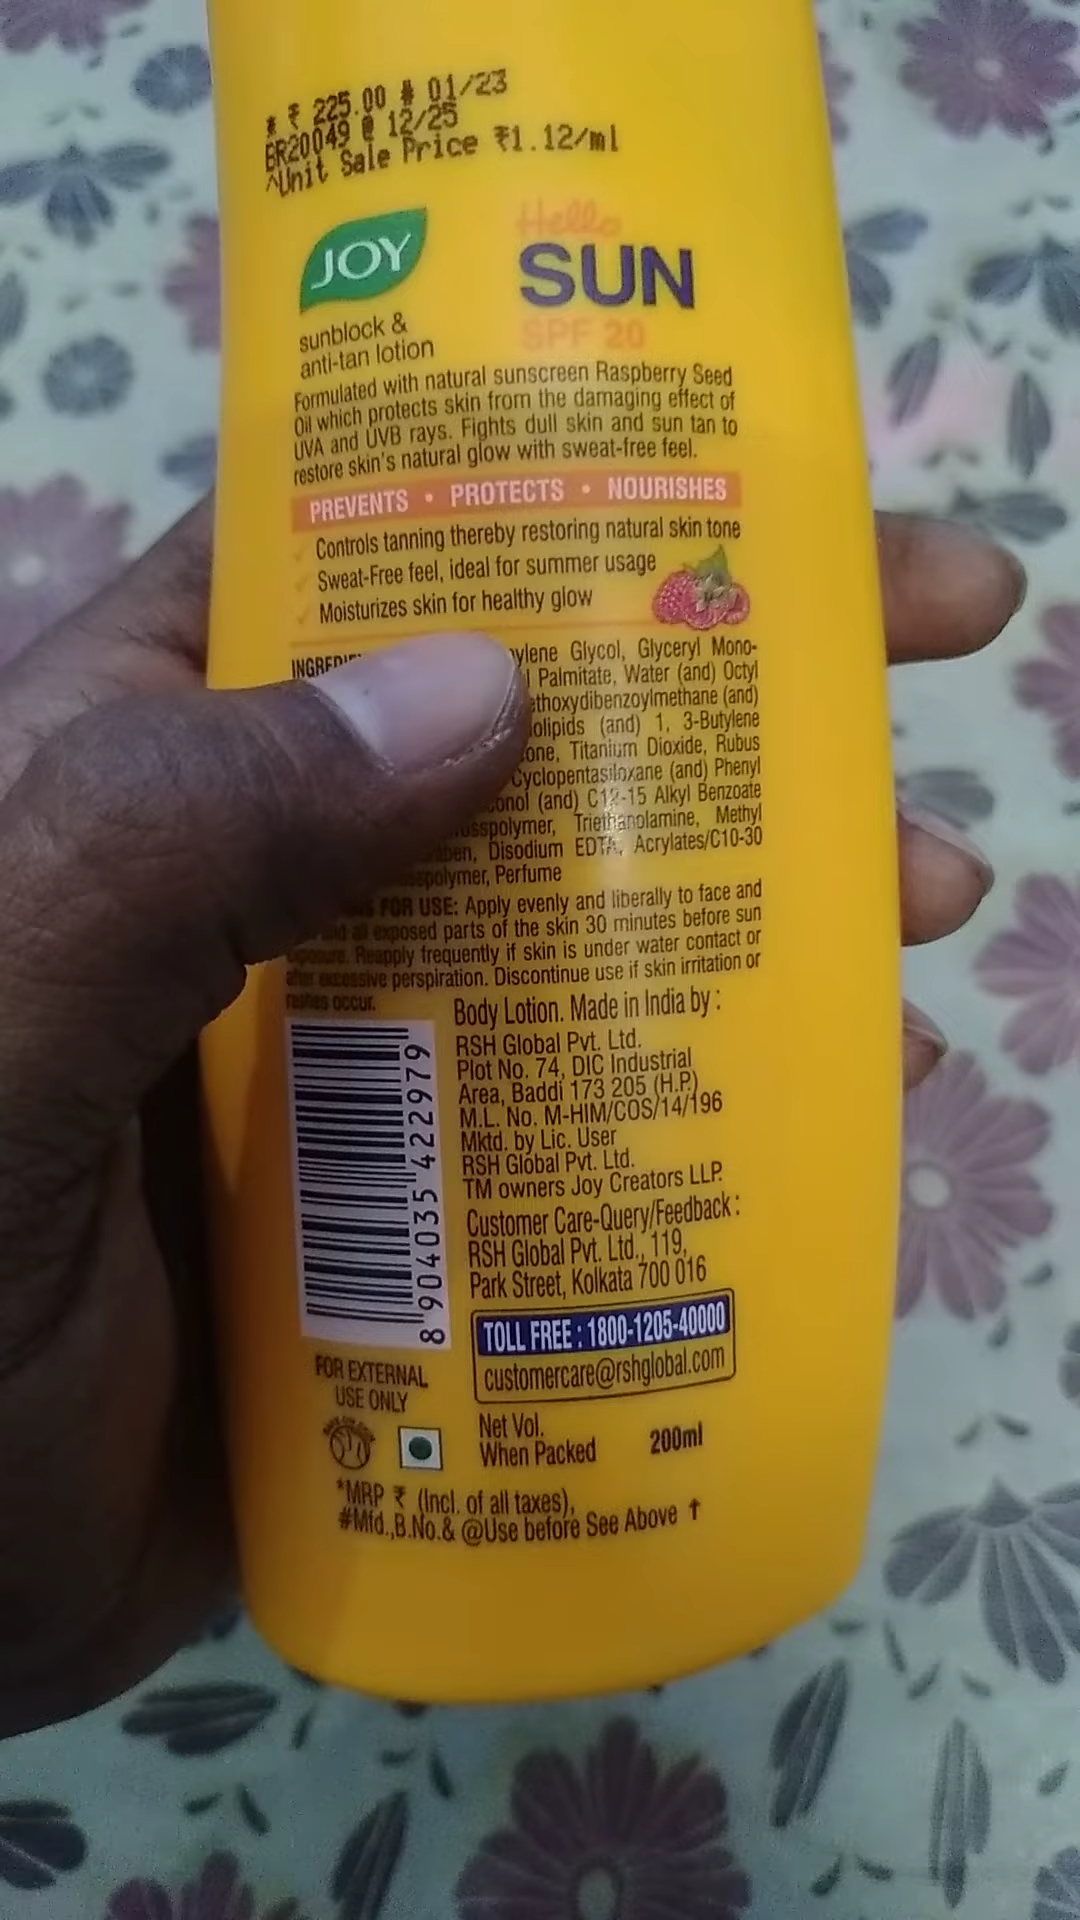 * ₹ 225.00 # 01/23
BR20049 @ 12/25
^Unit Sale Price ₹1.12/ml
JOY
sunblock &
anti-tan lotion
Hello
SUN
SPF 20
Formulated with natural sunscreen Raspberry Seed
Oil which protects skin from the damaging effect of
UVA and UVB rays. Fights dull skin and sun tan to
restore skin's natural glow with sweat-free feel.
PREVENTS • PROTECTS • NOURISHES
✓ Controls tanning thereby restoring natural skin tone
✓ Sweat-Free feel, ideal for summer usage
✓ Moisturizes skin for healthy glow
Glycol, Glyceryl Mono-
Palmitate, Water (and) Octyl
(and)
(and) 1, 3-Butylene
Titanium Dioxide, Rubus
Cyclopentasiloxane (and) Phenyl
(and) C12-15 Alkyl Benzoate
Triethanolamine, Methyl
Disodium EDTA, Acrylates/C10-30
Perfume
FOR USE: Apply evenly and liberally to face and
all exposed parts of the skin 30 minutes before sun
exposure. Reapply frequently if skin is under water contact or
after excessive perspiration. Discontinue use if skin irritation or
rashes occur.
Body Lotion. Made in India by :
RSH Global Pvt. Ltd.
Plot No. 74, DIC Industrial
Area, Baddi 173 205 (H.P.)
M.L. No. M-HIM/COS/14/196
Mktd. by Lic. User
RSH Global Pvt. Ltd.
TM owners Joy Creators LLP.
Customer Care-Query/Feedback :
RSH Global Pvt. Ltd., 119,
Park Street, Kolkata 700 016
TOLL FREE : 1800-1205-40000
customercare@rshglobal.com
8 904035 422979
FOR EXTERNAL
USE ONLY
Net Vol.
When Packed 200ml
*MRP ₹ (Incl. of all taxes),
#Mfd.,B.No.& @Use before See Above ↑